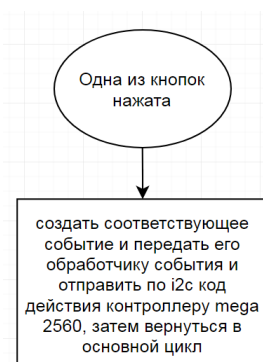 Одна из кнопок
нажата
создать соответствующее
событие и передать его
обработчику события и
отправить по i2c код
действия контроллеру mega
2560, затем вернуться в
основной цикл